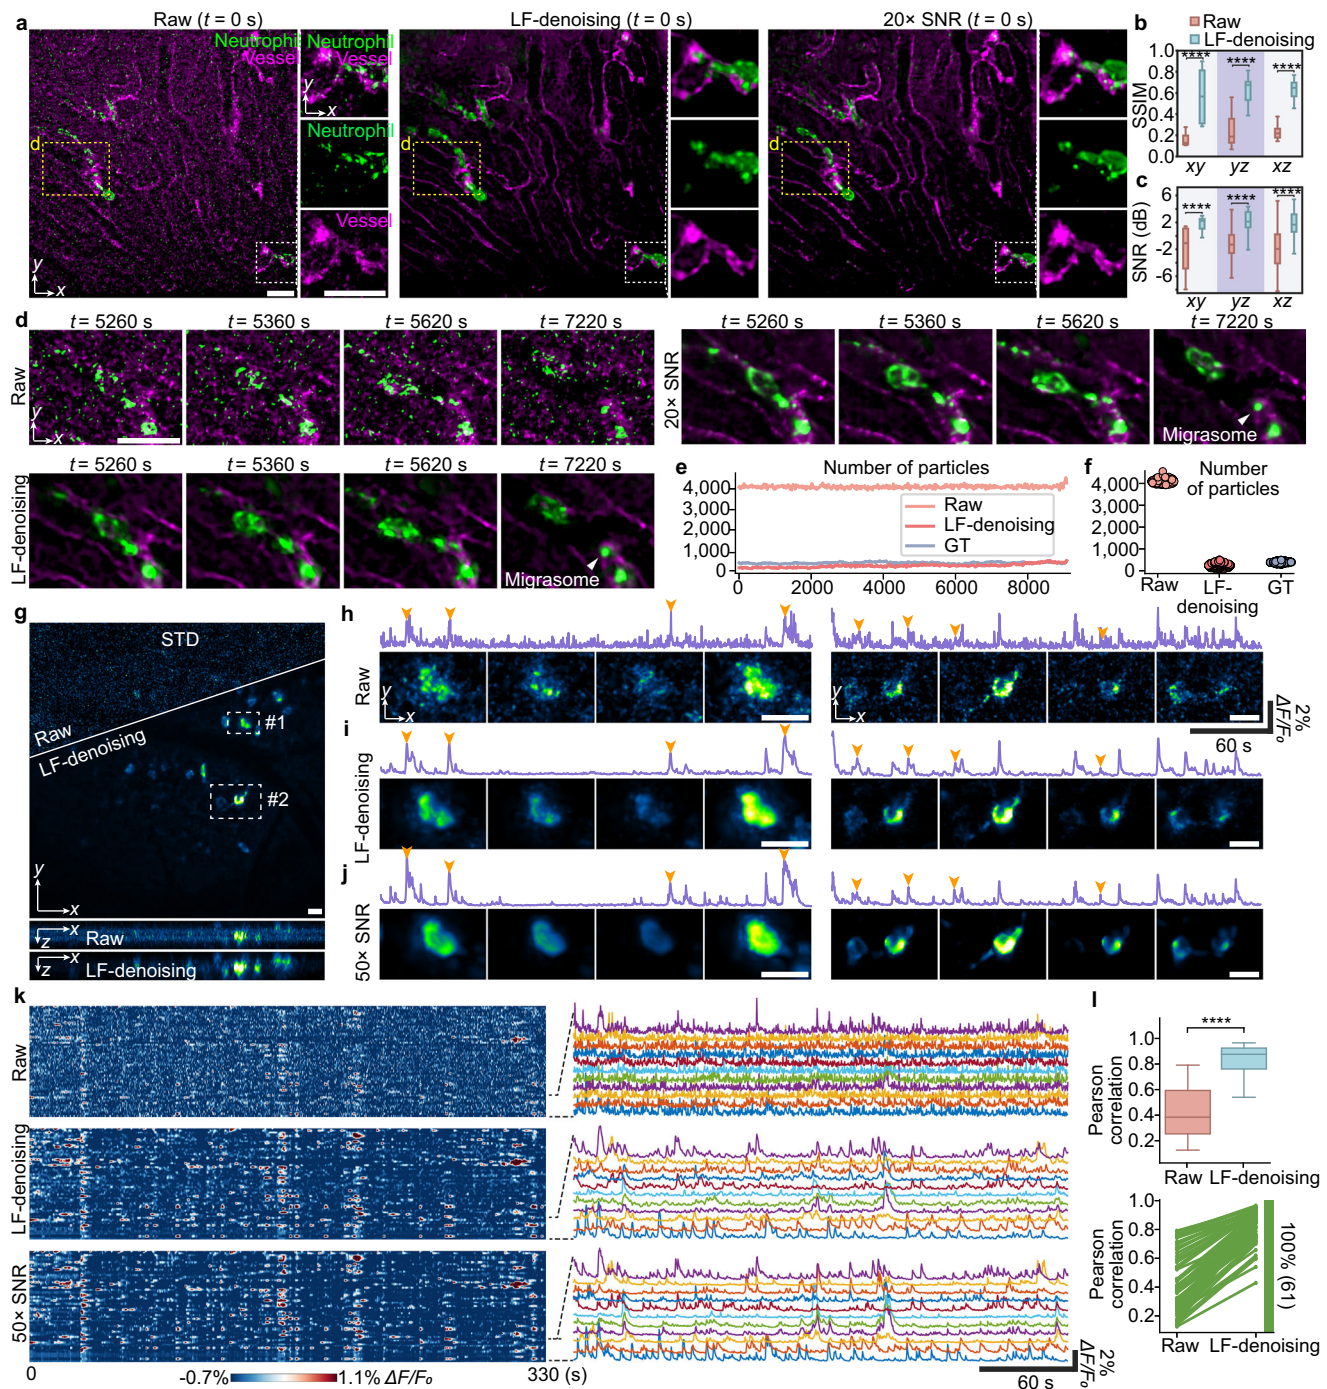 a
Raw (t = 0 s)
LF-denoising (t = 0 s)
20× SNR (t = 0 s)
Neutrophil
Vessel
Neutrophil
Vessel
Neutrophil
Vessel
d
d
d
y
x
y
x
b
Raw
LF-denoising
SSIM
1.0
0.8
0.6
0.4
0.2
0.0
****
****
****
xy
yz
xz
c
SNR (dB)
6
2
-2
-6
****
****
****
xy
yz
xz
d
t = 5260 s
t = 5360 s
t = 5620 s
t = 7220 s
Raw
y
x
t = 5260 s
t = 5360 s
t = 5620 s
t = 7220 s
20× SNR
Migrasome
t = 5260 s
t = 5360 s
t = 5620 s
t = 7220 s
LF-denoising
Migrasome
e
Number of particles
4,000
3,000
2,000
1,000
0
Raw
LF-denoising
GT
0
2000
4000
6000
8000
f
Number
of particles
4,000
3,000
2,000
1,000
0
Raw
LF-
denoising
GT
g
STD
Raw
LF-denoising
#1
#2
y
x
x
z
Raw
x
z
LF-denoising
h
Raw
y
x
2%
ΔF/F₀
60 s
i
LF-denoising
j
50× SNR
k
Raw
LF-denoising
50× SNR
0
330 (s)
-0.7%
1.1% ΔF/F₀
2%
ΔF/F₀
60 s
l
****
Pearson
correlation
1.0
0.8
0.6
0.4
0.2
Raw
LF-denoising
Pearson
correlation
1.0
0.8
0.6
0.4
0.2
100% (61)
Raw
LF-denoising